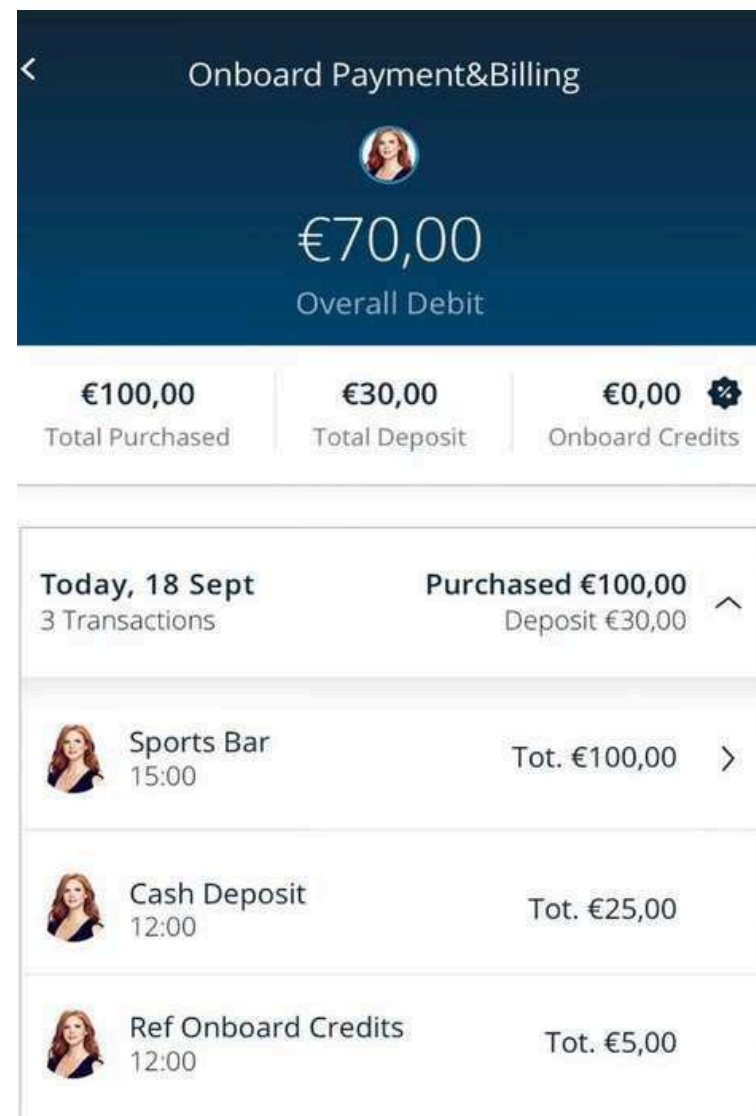 Onboard Payment&Billing
€70,00
Overall Debit
€100,00
Total Purchased
€30,00
Total Deposit
€0,00
Onboard Credits
Today, 18 Sept
3 Transactions
Purchased €100,00
Deposit €30,00
Sports Bar
15:00
Tot. €100,00
Cash Deposit
12:00
Tot. €25,00
Ref Onboard Credits
12:00
Tot. €5,00